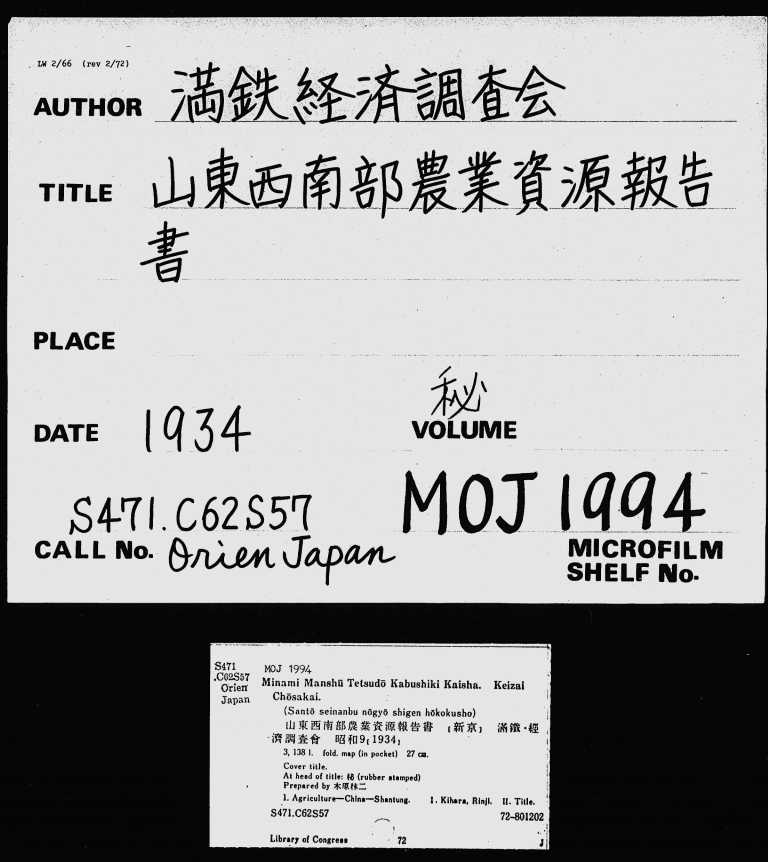 LW 2/66 (rev 2/72)
AUTHOR 満鉄経済調査会
TITLE 山東西南部農業資源報告
書
PLACE
DATE 1934
秘
VOLUME
S471.C62S57
MOJ 1994
CALL No. Orien Japan
MICROFILM
SHELF No.
S471
.C62S57
Orien
Japan
MOJ 1994
Minami Manshū Tetsudō Kabushiki Kaisha. Keizai
Chōsakai.
(Santō seinanbu nōgyō shigen hōkokusho)
山東西南部農業資源報告書 [新京] 滿鐵・經
濟調査會 昭和9[1934]
3, 138 l. fold. map (in pocket) 27 cm.
Cover title.
At head of title: 秘 (rubber stamped)
Prepared by 木原林二
1. Agriculture—China—Shantung. I. Kihara, Rinji. II. Title.
S471.C62S57
72-801202
Library of Congress 72 J